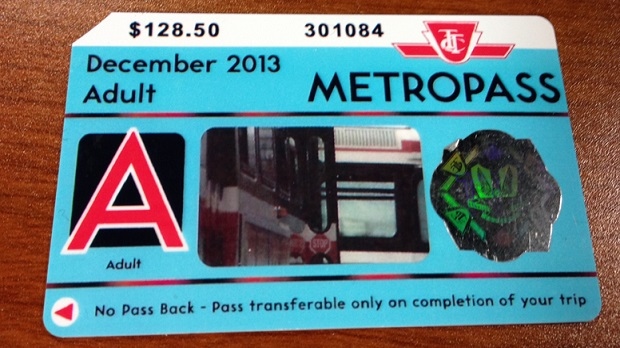 $128.50 301084
TTC
December 2013
Adult
METROPASS
A
Adult
STOP
No Pass Back - Pass transferable only on completion of your trip